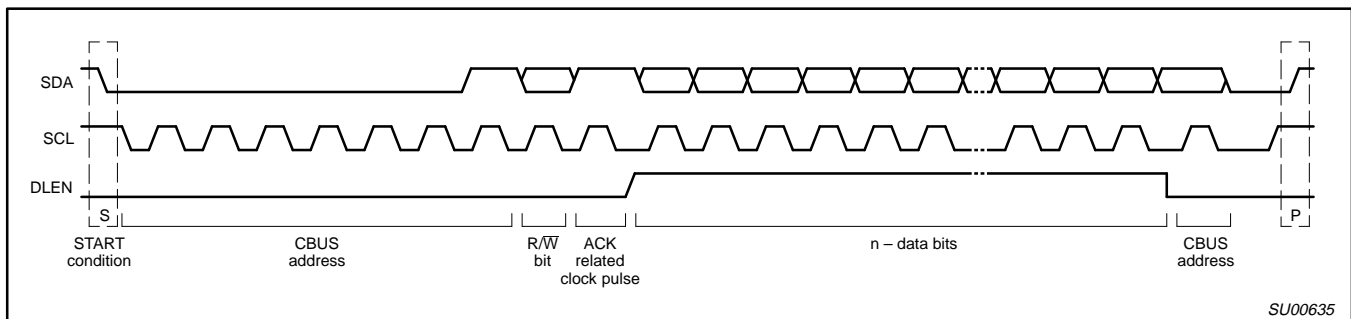 SDA
SCL
DLEN
S
P
START
condition
CBUS
address
R/W̅
bit
ACK
related
clock pulse
n – data bits
CBUS
address
SU00635